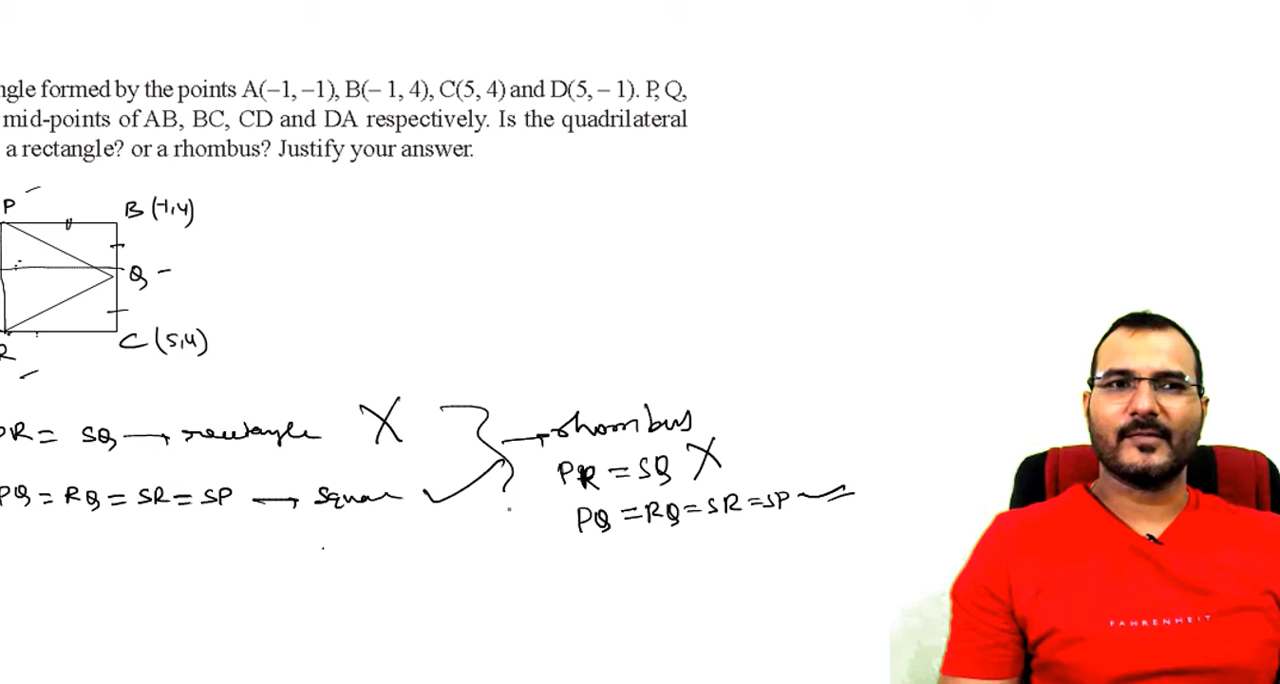 ngle formed by the points A(–1, –1), B(– 1, 4), C(5, 4) and D(5, – 1). P, Q,
mid-points of AB, BC, CD and DA respectively. Is the quadrilateral
a rectangle? or a rhombus? Justify your answer.
P
B (-1,4)
Q
C (5,4)
R
PR = SQ → rectangle X
PQ = RQ = SR = SP → Square ✓
→ rhombus
PR = SQ X
PQ = RQ = SR = SP
FAHRENHEIT